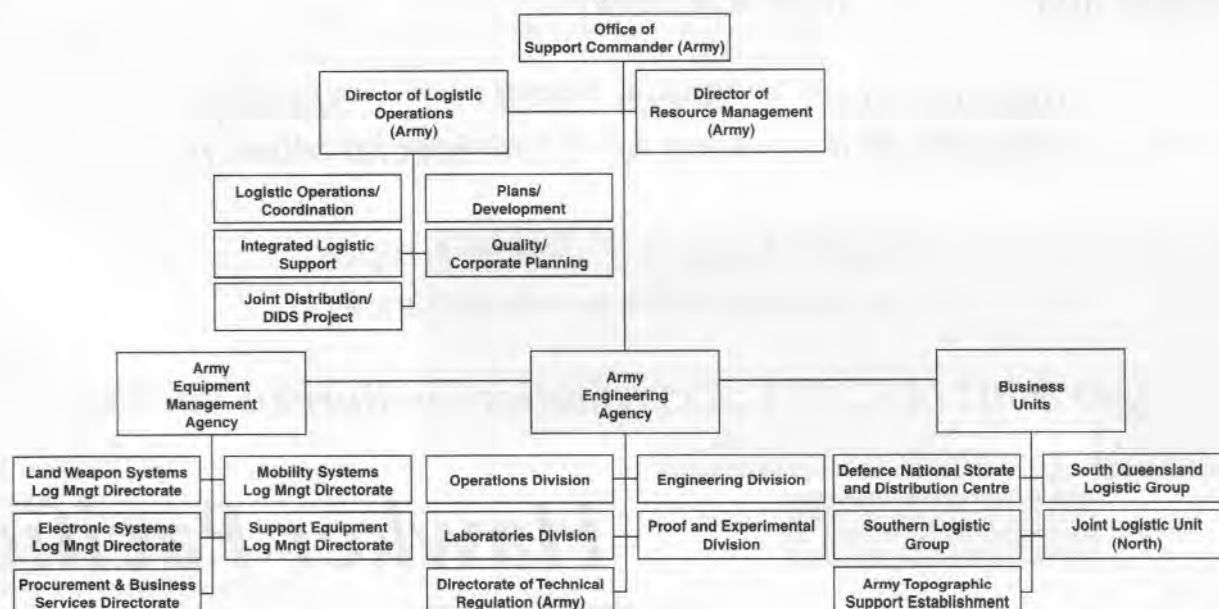 Office of
Support Commander (Army)
Director of Logistic
Operations
(Army)
Director of
Resource Management
(Army)
Logistic Operations/
Coordination
Plans/
Development
Integrated Logistic
Support
Quality/
Corporate Planning
Joint Distribution/
DIDS Project
Army
Equipment
Management
Agency
Army
Engineering
Agency
Business
Units
Land Weapon Systems
Log Mngt Directorate
Mobility Systems
Log Mngt Directorate
Operations Division
Engineering Division
Defence National Storate
and Distribution Centre
South Queensland
Logistic Group
Electronic Systems
Log Mngt Directorate
Support Equipment
Log Mngt Directorate
Laboratories Division
Proof and Experimental
Division
Southern Logistic
Group
Joint Logistic Unit
(North)
Procurement & Business
Services Directorate
Directorate of Technical
Regulation (Army)
Army Topographic
Support Establishment